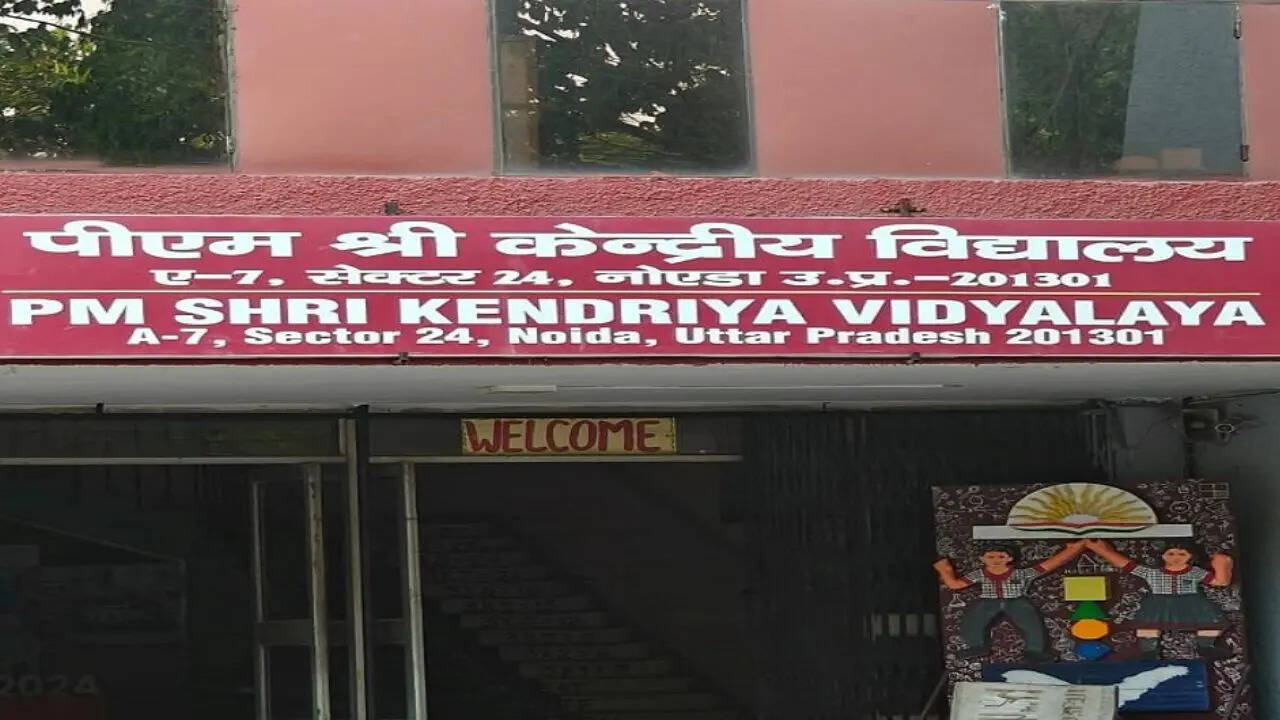 पीएम श्री केन्द्रीय विद्यालय
ए-7, सेक्टर 24, नोएडा उ.प्र.-201301
PM SHRI KENDRIYA VIDYALAYA
A-7, Sector 24, Noida, Uttar Pradesh 201301
WELCOME
2024